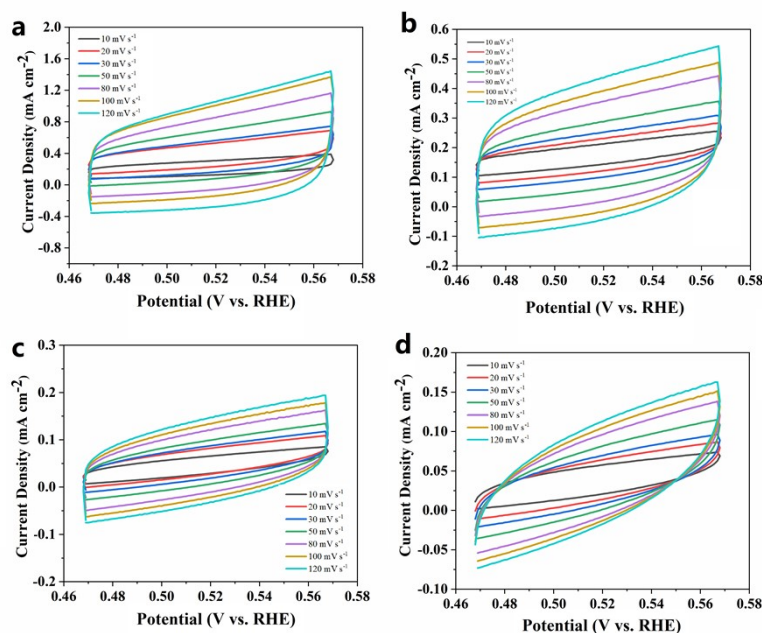 a
10 mV s⁻¹
20 mV s⁻¹
30 mV s⁻¹
50 mV s⁻¹
80 mV s⁻¹
100 mV s⁻¹
120 mV s⁻¹
2.0
1.6
1.2
0.8
0.4
0.0
-0.4
-0.8
Current Density (mA cm⁻²)
0.46 0.48 0.50 0.52 0.54 0.56 0.58
Potential (V vs. RHE)
b
10 mV s⁻¹
20 mV s⁻¹
30 mV s⁻¹
50 mV s⁻¹
80 mV s⁻¹
100 mV s⁻¹
120 mV s⁻¹
0.6
0.5
0.4
0.3
0.2
0.1
0.0
-0.1
-0.2
Current Density (mA cm⁻²)
0.46 0.48 0.50 0.52 0.54 0.56 0.58
Potential (V vs. RHE)
c
0.3
0.2
0.1
0.0
-0.1
-0.2
Current Density (mA cm⁻²)
10 mV s⁻¹
20 mV s⁻¹
30 mV s⁻¹
50 mV s⁻¹
80 mV s⁻¹
100 mV s⁻¹
120 mV s⁻¹
0.46 0.48 0.50 0.52 0.54 0.56 0.58
Potential (V vs. RHE)
d
10 mV s⁻¹
20 mV s⁻¹
30 mV s⁻¹
50 mV s⁻¹
80 mV s⁻¹
100 mV s⁻¹
120 mV s⁻¹
0.20
0.15
0.10
0.05
0.00
-0.05
-0.10
Current Density (mA cm⁻²)
0.46 0.48 0.50 0.52 0.54 0.56 0.58
Potential (V vs. RHE)